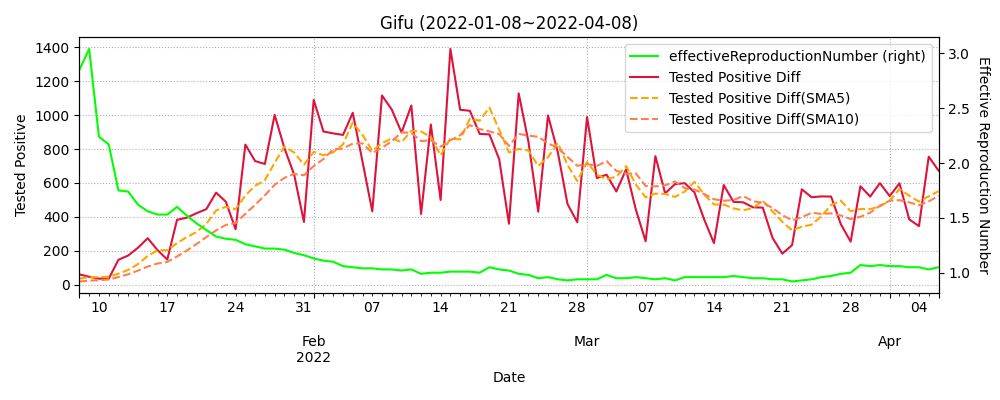 Gifu (2022-01-08~2022-04-08)
effectiveReproductionNumber (right)
Tested Positive Diff
Tested Positive Diff(SMA5)
Tested Positive Diff(SMA10)
Tested Positive
1400
1200
1000
800
600
400
200
0
3.0
2.5
2.0
1.5
1.0
Effective Reproduction Number
10 17 24 31 07 14 21 28 07 14 21 28 04
Feb Mar Apr
2022
Date